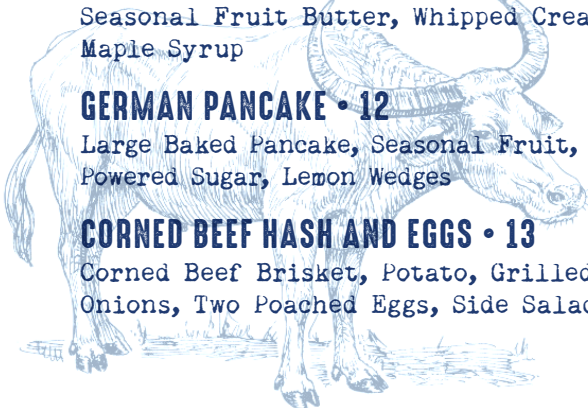 Seasonal Fruit Butter, Whipped Crea
Maple Syrup
GERMAN PANCAKE • 12
Large Baked Pancake, Seasonal Fruit,
Powered Sugar, Lemon Wedges
CORNED BEEF HASH AND EGGS • 13
Corned Beef Brisket, Potato, Grilled
Onions, Two Poached Eggs, Side Salad